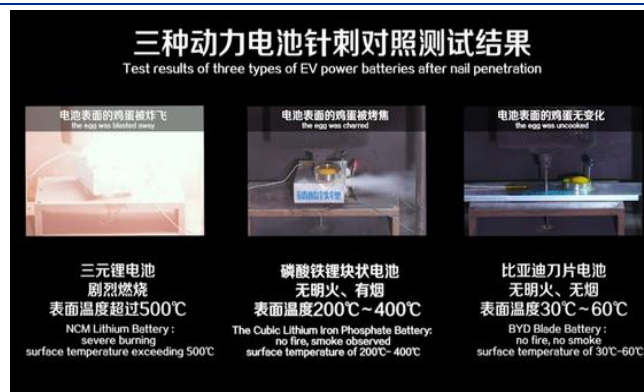 三种动力电池针刺对照测试结果
Test results of three types of EV power batteries after nail penetration
电池表面的鸡蛋被炸飞
the egg was blasted away
电池表面的鸡蛋被烤焦
the egg was charred
电池表面的鸡蛋无变化
the egg was uncooked
磷酸铁锂
三元锂电池
剧烈燃烧
表面温度超过500℃
NCM Lithium Battery :
severe burning
surface temperature exceeding 500℃
磷酸铁锂块状电池
无明火、有烟
表面温度200℃~400℃
The Cubic Lithium Iron Phosphate Battery:
no fire, smoke observed
surface temperature of 200℃- 400℃
比亚迪刀片电池
无明火、无烟
表面温度30℃~60℃
BYD Blade Battery :
no fire, no smoke
surface temperature of 30℃-60℃